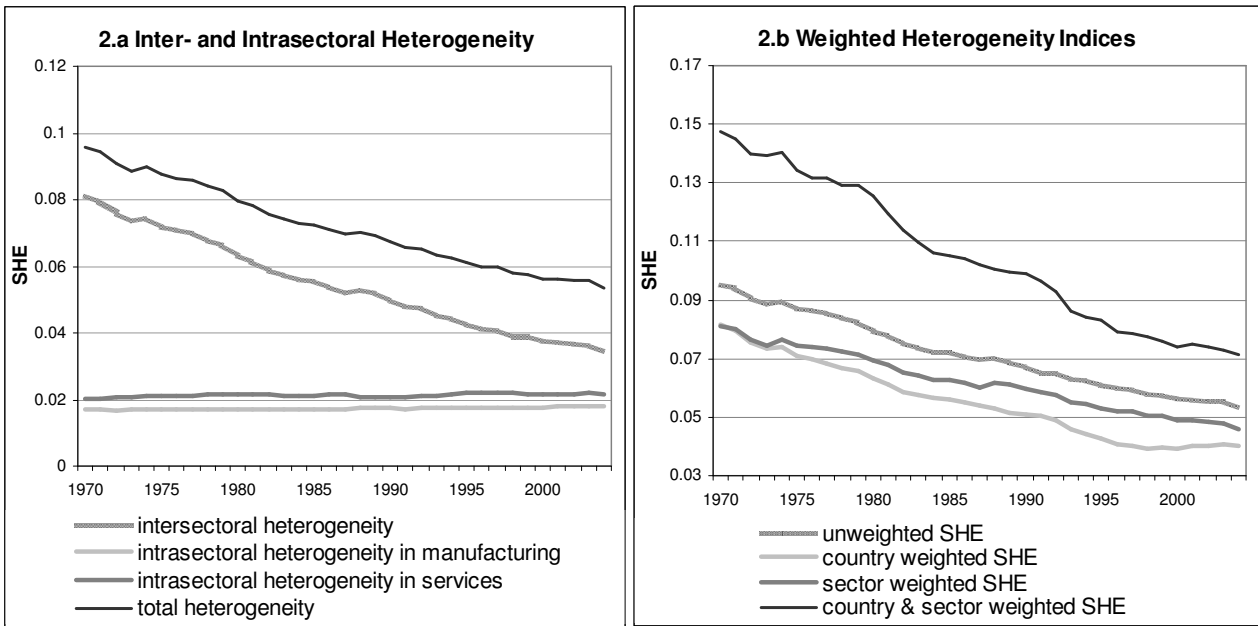 2.a Inter- and Intrasectoral Heterogeneity
0.12
0.1
0.08
0.06
0.04
0.02
0
SHE
1970 1975 1980 1985 1990 1995 2000
intersectoral heterogeneity
intrasectoral heterogeneity in manufacturing
intrasectoral heterogeneity in services
total heterogeneity
2.b Weighted Heterogeneity Indices
0.17
0.15
0.13
0.11
0.09
0.07
0.05
0.03
SHE
1970 1975 1980 1985 1990 1995 2000
unweighted SHE
country weighted SHE
sector weighted SHE
country & sector weighted SHE